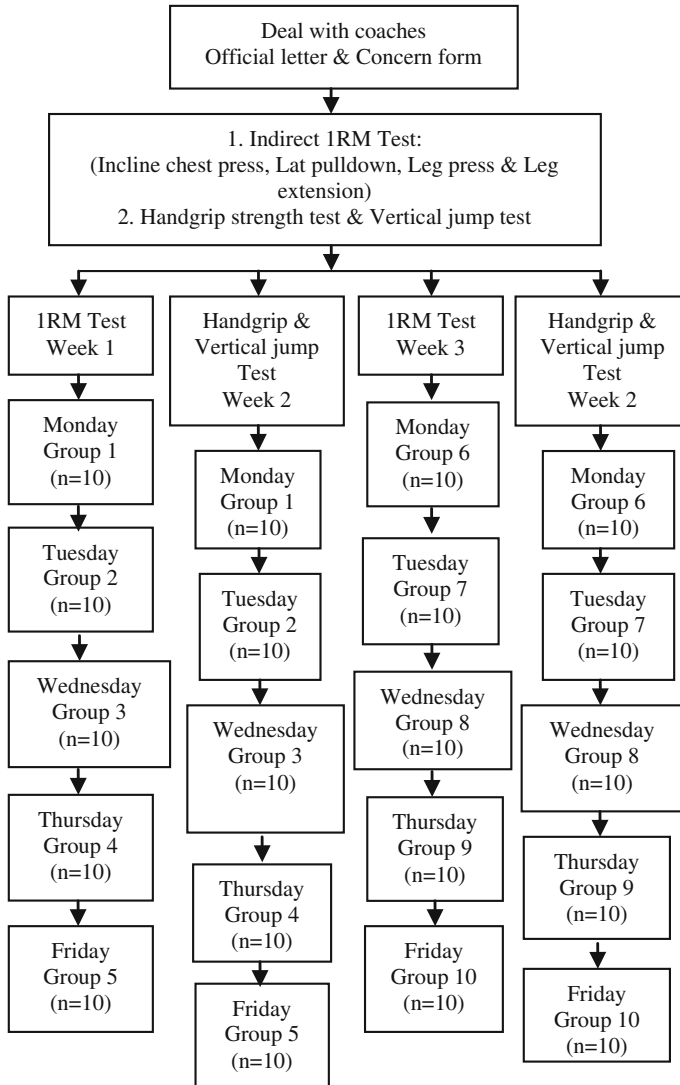 Deal with coaches
Official letter & Concern form
1. Indirect 1RM Test:
(Incline chest press, Lat pulldown, Leg press & Leg
extension)
2. Handgrip strength test & Vertical jump test
1RM Test
Week 1
Monday
Group 1
(n=10)
Tuesday
Group 2
(n=10)
Wednesday
Group 3
(n=10)
Thursday
Group 4
(n=10)
Friday
Group 5
(n=10)
Handgrip &
Vertical jump
Test
Week 2
Monday
Group 1
(n=10)
Tuesday
Group 2
(n=10)
Wednesday
Group 3
(n=10)
Thursday
Group 4
(n=10)
Friday
Group 5
(n=10)
1RM Test
Week 3
Monday
Group 6
(n=10)
Tuesday
Group 7
(n=10)
Wednesday
Group 8
(n=10)
Thursday
Group 9
(n=10)
Friday
Group 10
(n=10)
Handgrip &
Vertical jump
Test
Week 2
Monday
Group 6
(n=10)
Tuesday
Group 7
(n=10)
Wednesday
Group 8
(n=10)
Thursday
Group 9
(n=10)
Friday
Group 10
(n=10)